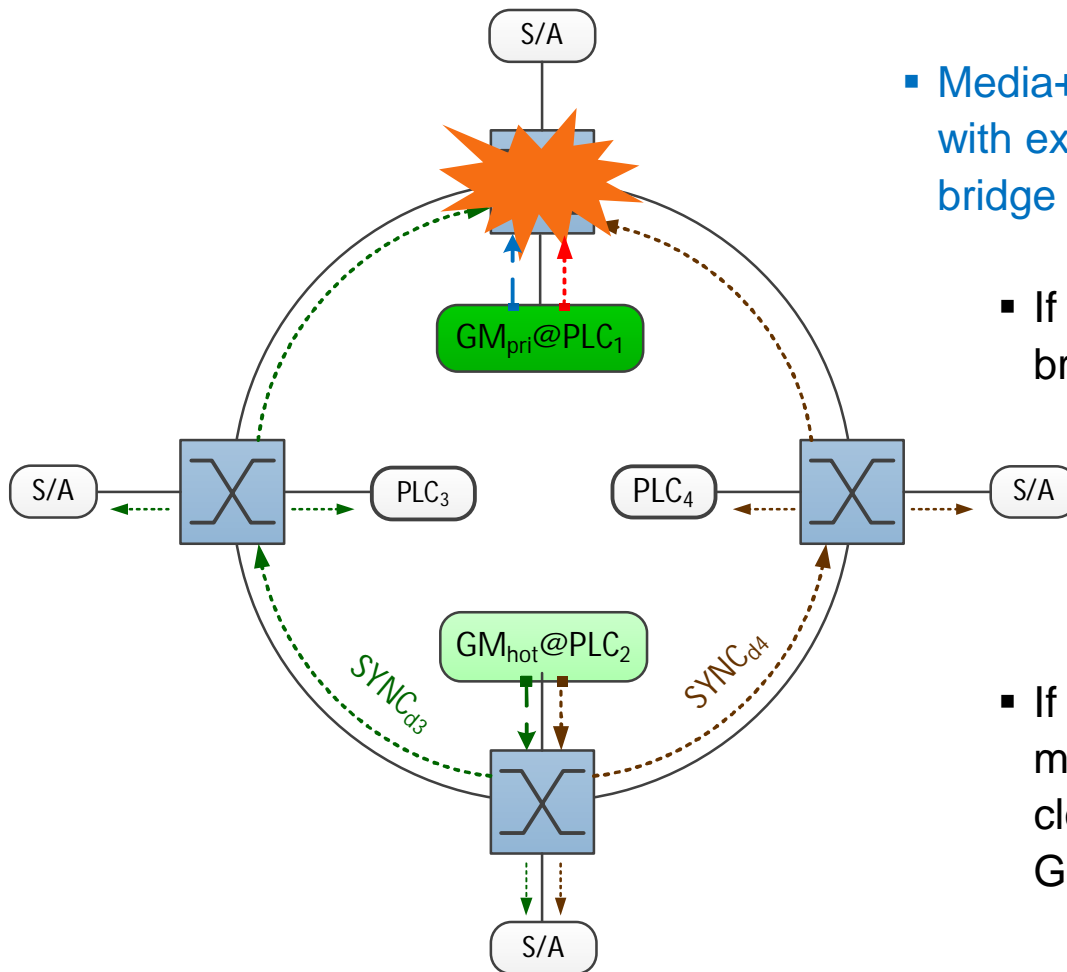 S/A
▪ Media+
with ex
bridge
GMpri@PLC1
▪ If
br
S/A
PLC3
PLC4
S/A
GMhot@PLC2
SYNCd3
SYNCd4
▪ If
m
cl
G
S/A